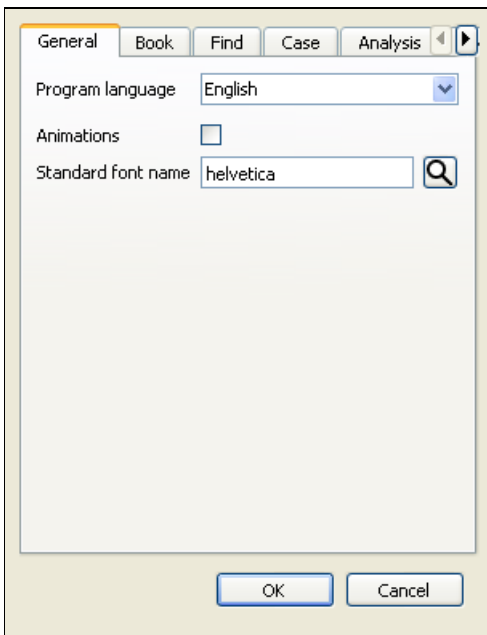 General Book Find Case Analysis
Program language English
Animations
Standard font name helvetica
OK Cancel